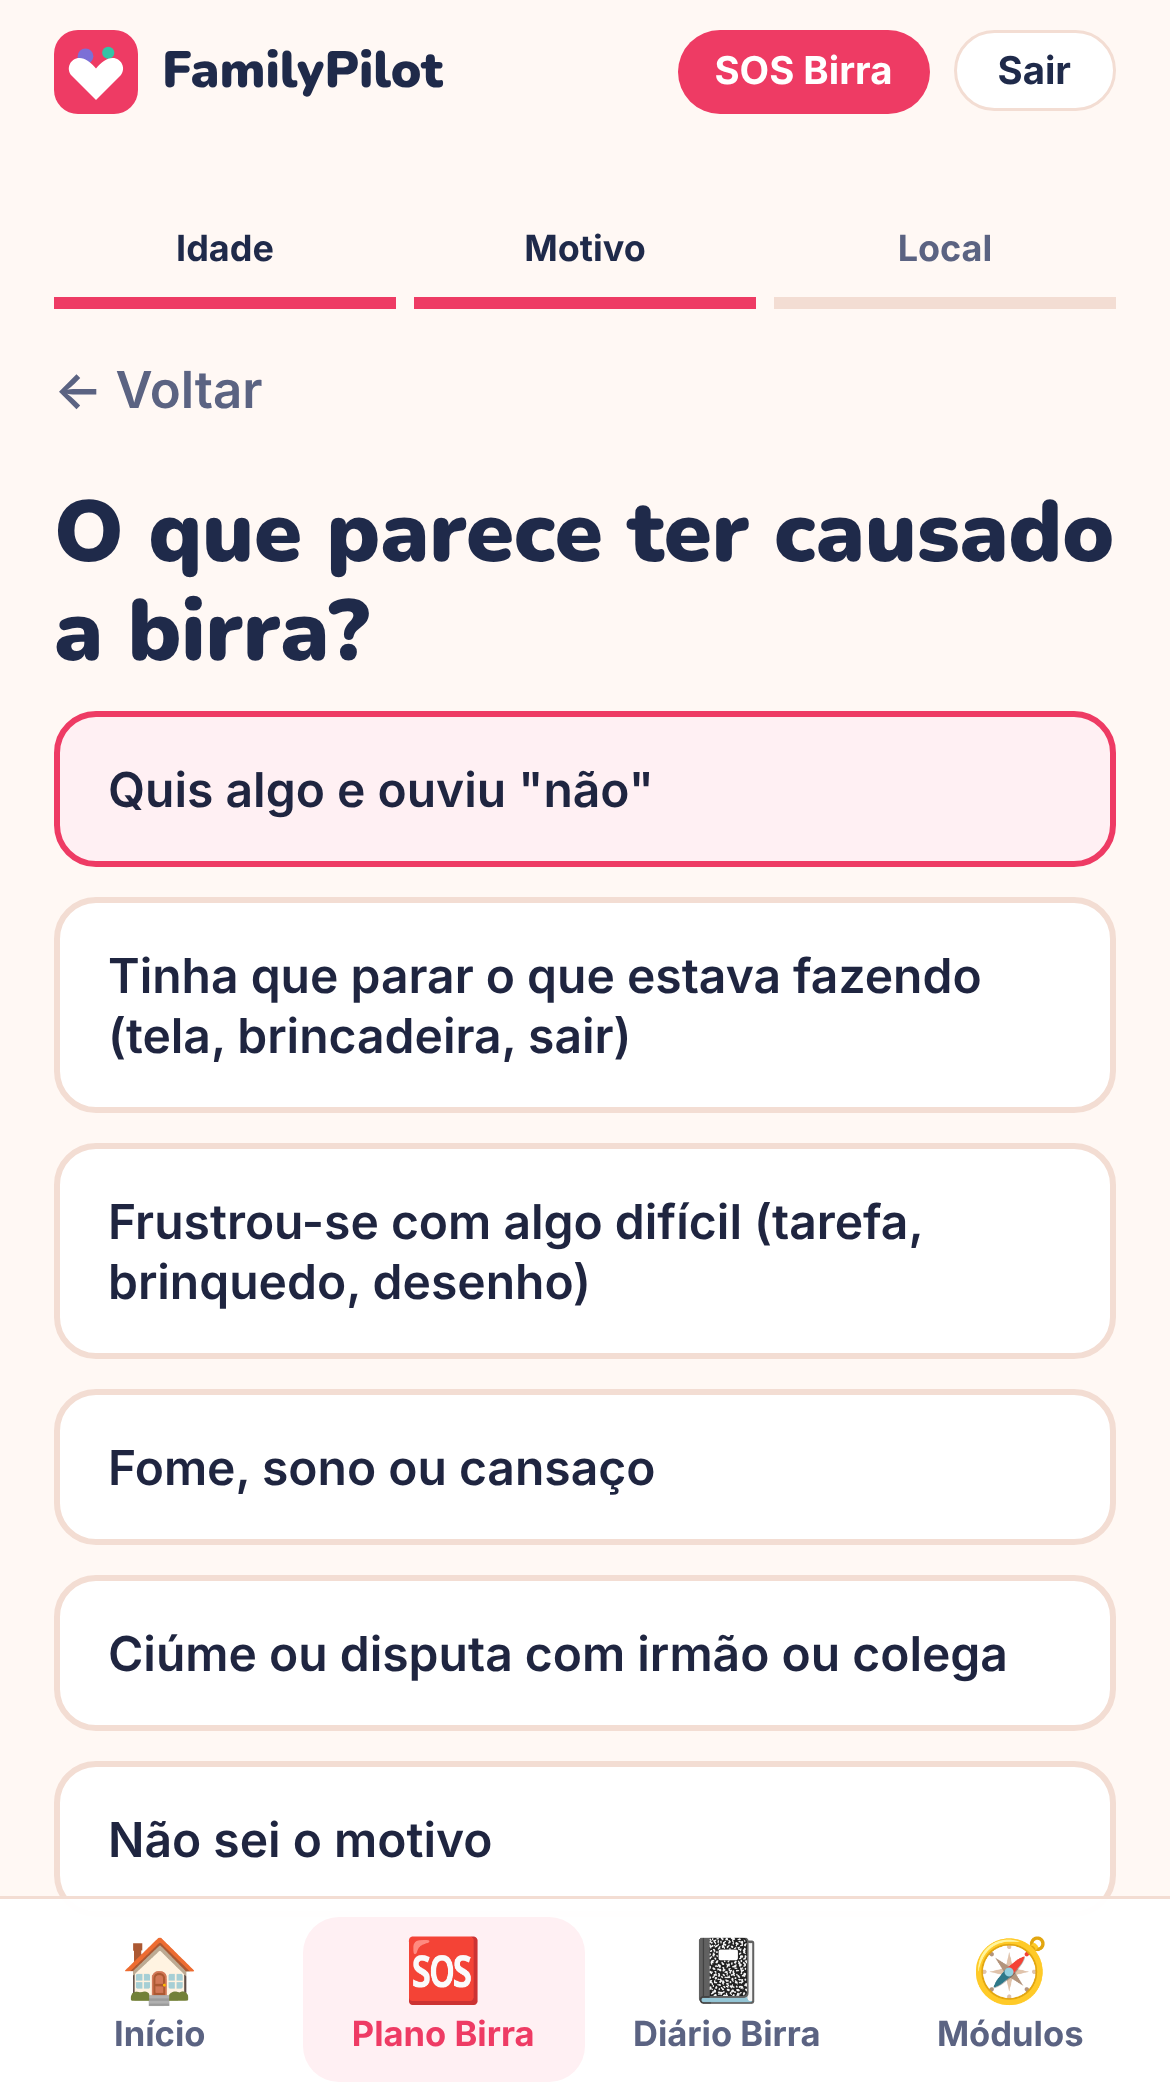 FamilyPilot
SOS Birra
Sair
Idade
Motivo
Local
← Voltar
O que parece ter causado
a birra?
Quis algo e ouviu "não"
Tinha que parar o que estava fazendo
(tela, brincadeira, sair)
Frustrou-se com algo difícil (tarefa,
brinquedo, desenho)
Fome, sono ou cansaço
Ciúme ou disputa com irmão ou colega
Não sei o motivo
SOS
Início
Plano Birra
Diário Birra
Módulos